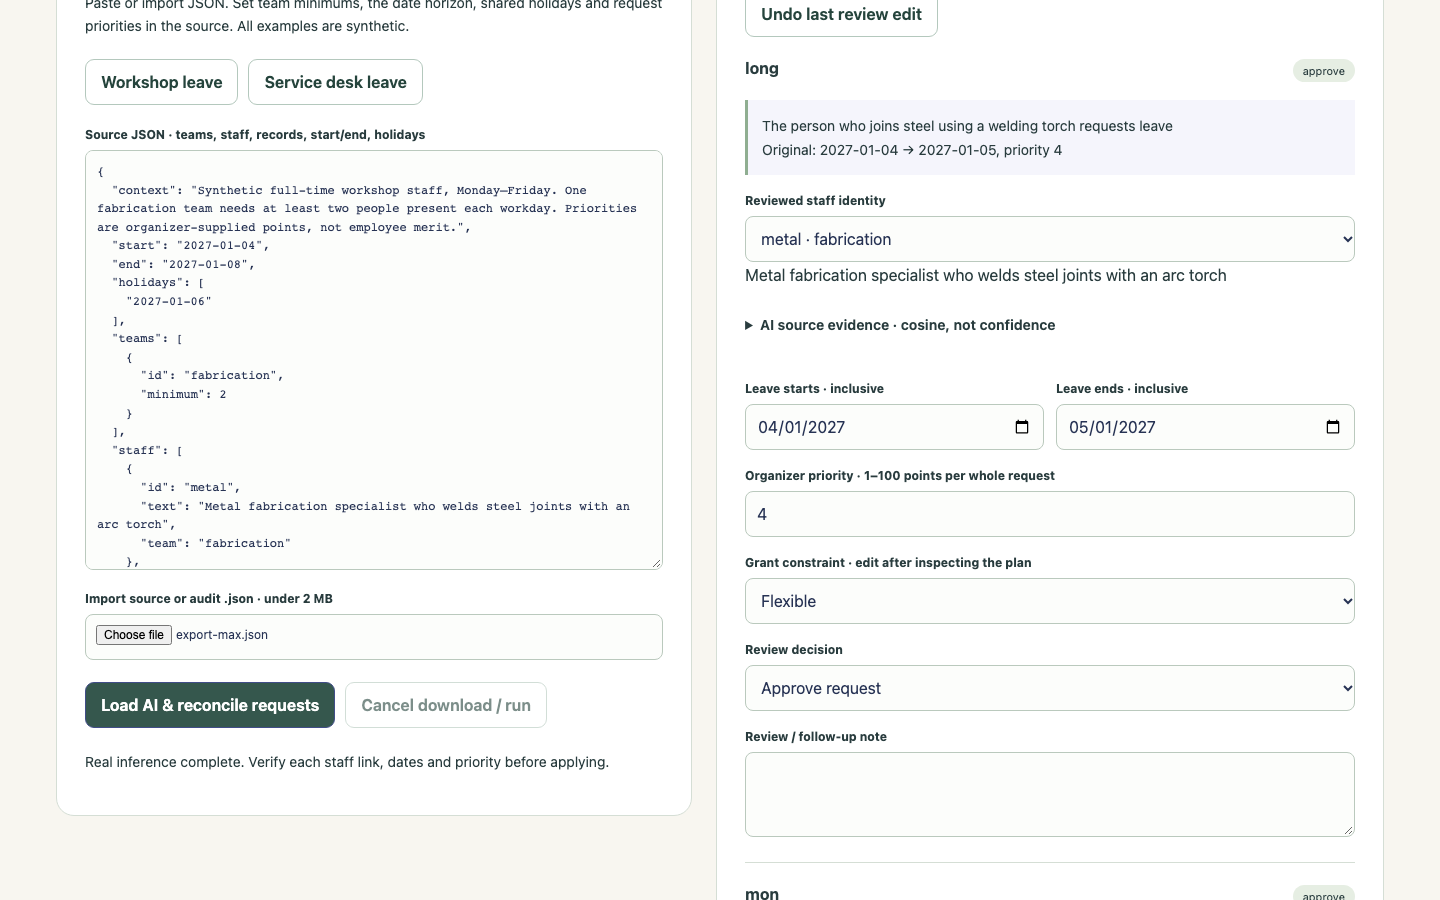 Paste or import JSON. Set team minimums, the date horizon, shared holidays and request
priorities in the source. All examples are synthetic.
Workshop leave
Service desk leave
Source JSON · teams, staff, records, start/end, holidays
{
"context": "Synthetic full-time workshop staff, Monday–Friday. One
fabrication team needs at least two people present each workday. Priorities
are organizer-supplied points, not employee merit.",
"start": "2027-01-04",
"end": "2027-01-08",
"holidays": [
"2027-01-06"
],
"teams": [
{
"id": "fabrication",
"minimum": 2
}
],
"staff": [
{
"id": "metal",
"text": "Metal fabrication specialist who welds steel joints with an
arc torch",
"team": "fabrication"
},
Import source or audit .json · under 2 MB
Choose file export-max.json
Load AI & reconcile requests
Cancel download / run
Real inference complete. Verify each staff link, dates and priority before applying.
Undo last review edit
long
approve
The person who joins steel using a welding torch requests leave
Original: 2027-01-04 → 2027-01-05, priority 4
Reviewed staff identity
metal · fabrication
Metal fabrication specialist who welds steel joints with an arc torch
▶ AI source evidence · cosine, not confidence
Leave starts · inclusive
Leave ends · inclusive
04/01/2027
05/01/2027
Organizer priority · 1–100 points per whole request
4
Grant constraint · edit after inspecting the plan
Flexible
Review decision
Approve request
Review / follow-up note
mon
approve